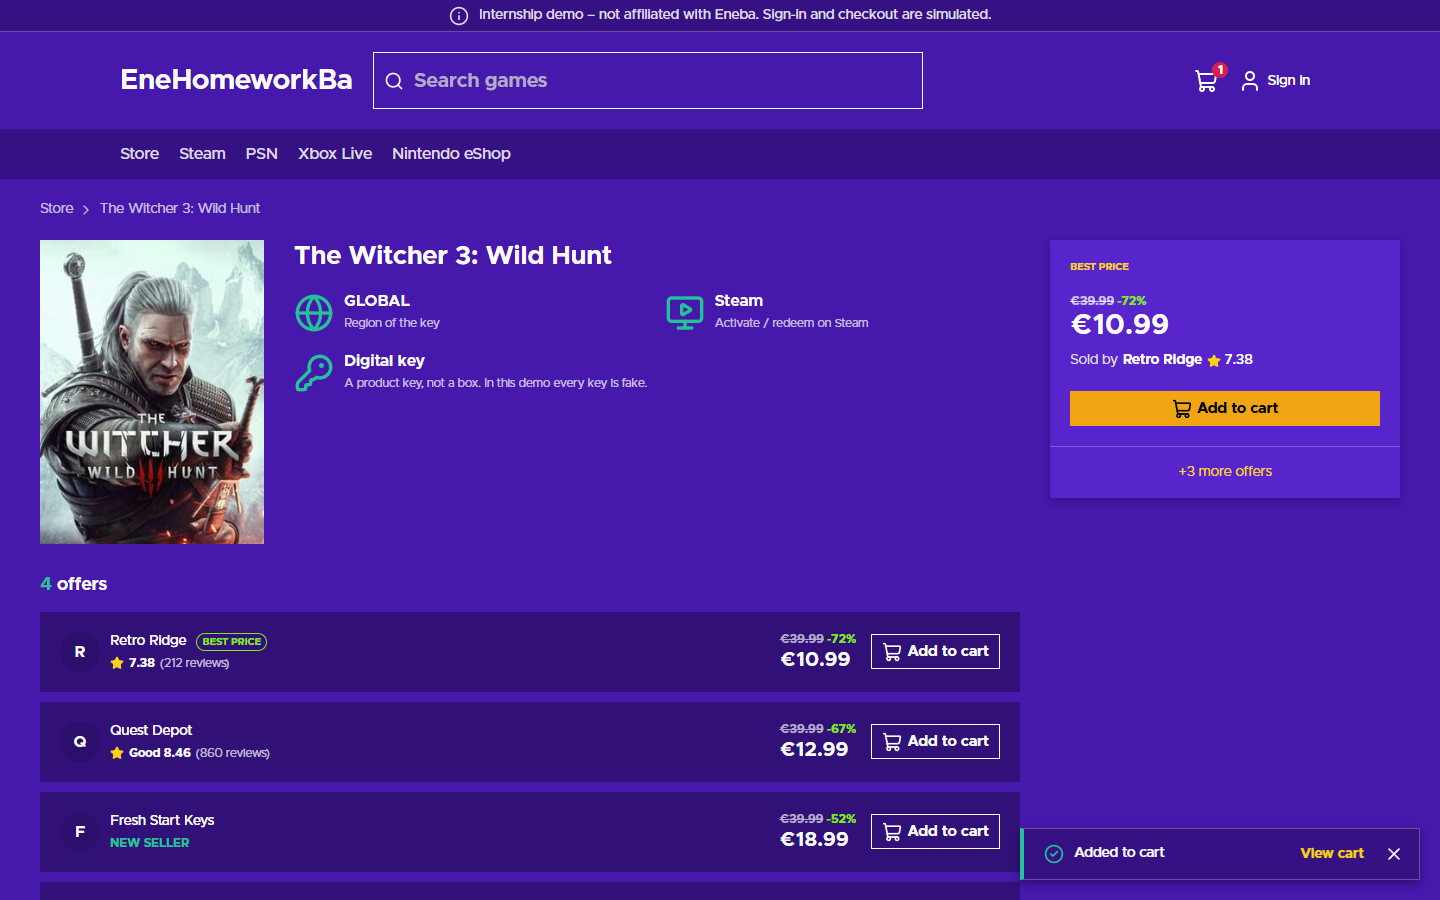 Internship demo – not affiliated with Eneba. Sign-in and checkout are simulated.
EneHomeworkBa
Search games
1
Sign in
Store
Steam
PSN
Xbox Live
Nintendo eShop
Store
The Witcher 3: Wild Hunt
THE
WITCHER
WILD HUNT
The Witcher 3: Wild Hunt
GLOBAL
Region of the key
Steam
Activate / redeem on Steam
Digital key
A product key, not a box. In this demo every key is fake.
BEST PRICE
€39.99 -72%
€10.99
Sold by Retro Ridge 7.38
Add to cart
+3 more offers
4 offers
R
Retro Ridge BEST PRICE
7.38 (212 reviews)
€39.99 -72%
€10.99
Add to cart
Q
Quest Depot
Good 8.46 (860 reviews)
€39.99 -67%
€12.99
Add to cart
F
Fresh Start Keys
NEW SELLER
€39.99 -52%
€18.99
Add to cart
Added to cart
View cart